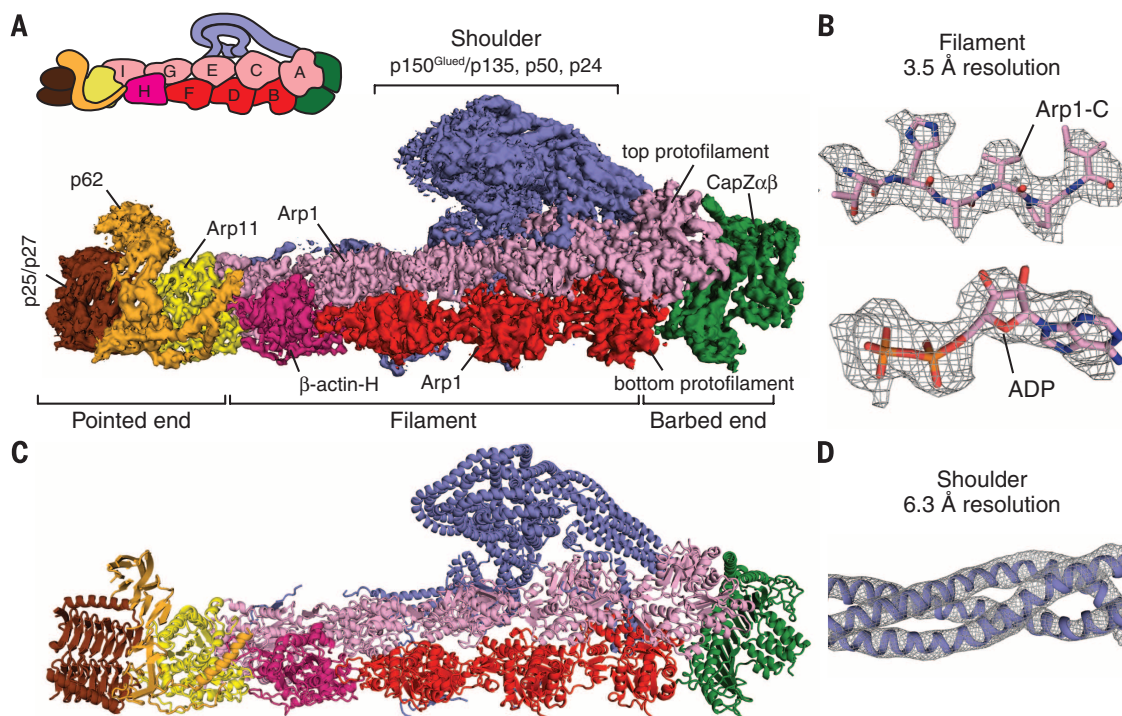 A
I
G
E
C
A
H
F
D
B
Shoulder
p150Glued/p135, p50, p24
top protofilament
CapZαβ
p62
Arp11
Arp1
p25/p27
β-actin-H
Arp1
bottom protofilament
Pointed end
Filament
Barbed end
B
Filament
3.5 Å resolution
Arp1-C
ADP
C
D
Shoulder
6.3 Å resolution